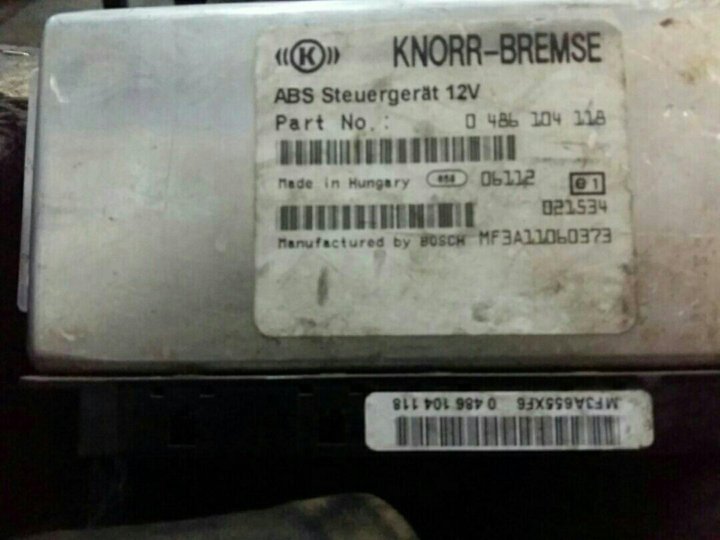 ((K)) KNORR-BREMSE
ABS Steuergerät 12V
Part No.: 0 486 104 118
Made in Hungary 06112 e1
021534
Manufactured by BOSCH MF3A11060373
MF3A655XF6 0 486 104 118